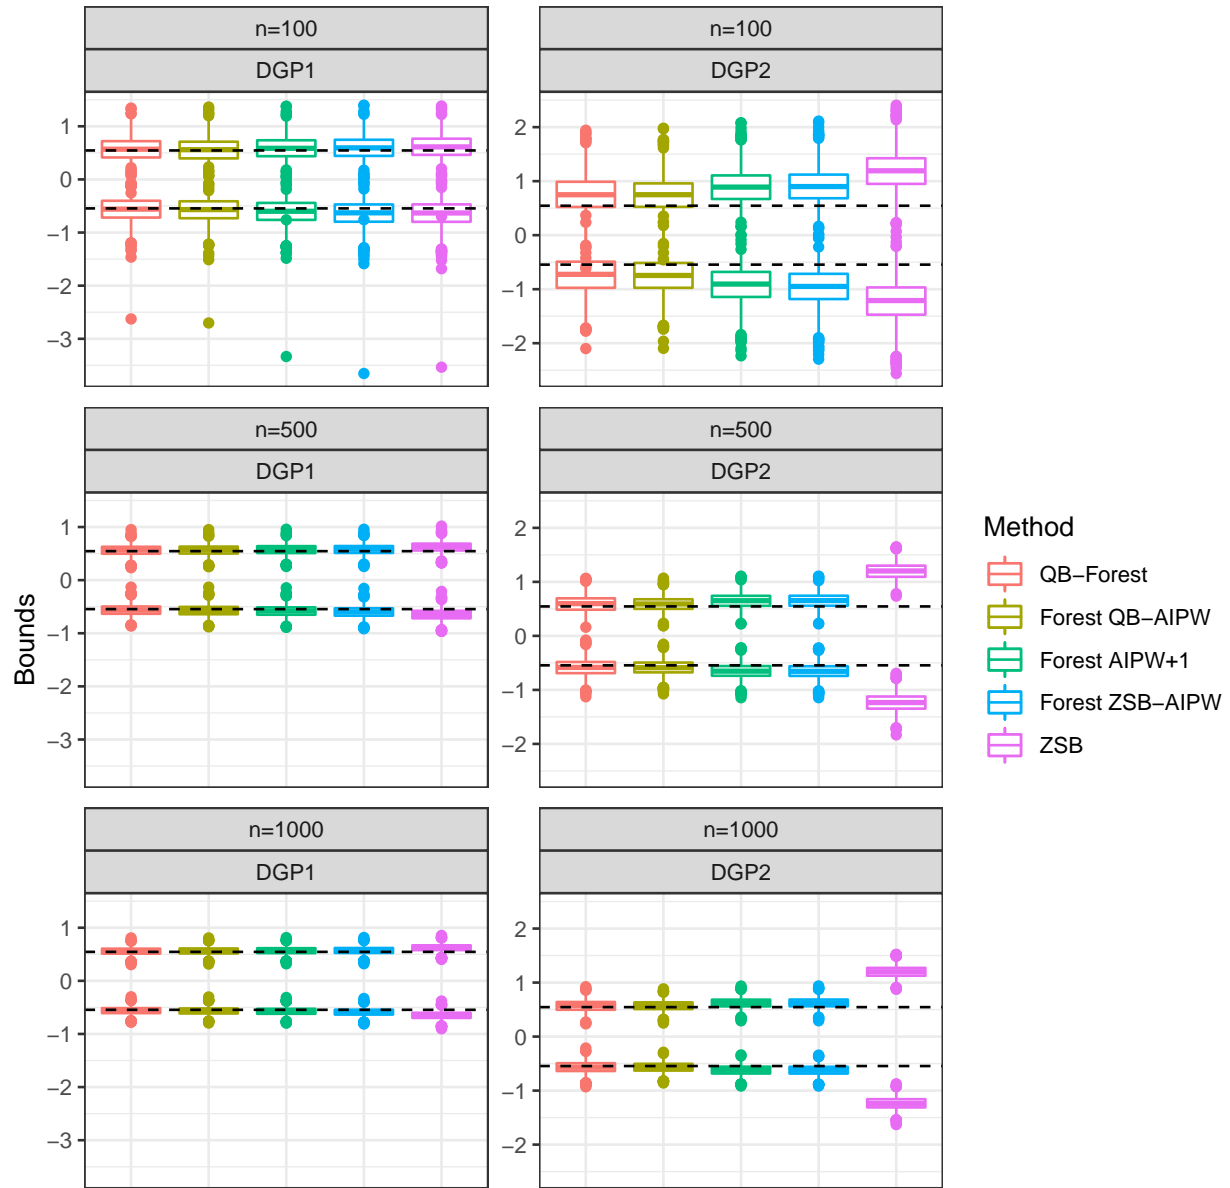 n=100
DGP1
1
0
−1
−2
−3
n=100
DGP2
2
1
0
−1
−2
n=500
DGP1
1
0
−1
−2
−3
n=500
DGP2
2
1
0
−1
−2
n=1000
DGP1
1
0
−1
−2
−3
n=1000
DGP2
2
1
0
−1
−2
Bounds
Method
QB−Forest
Forest QB−AIPW
Forest AIPW+1
Forest ZSB−AIPW
ZSB